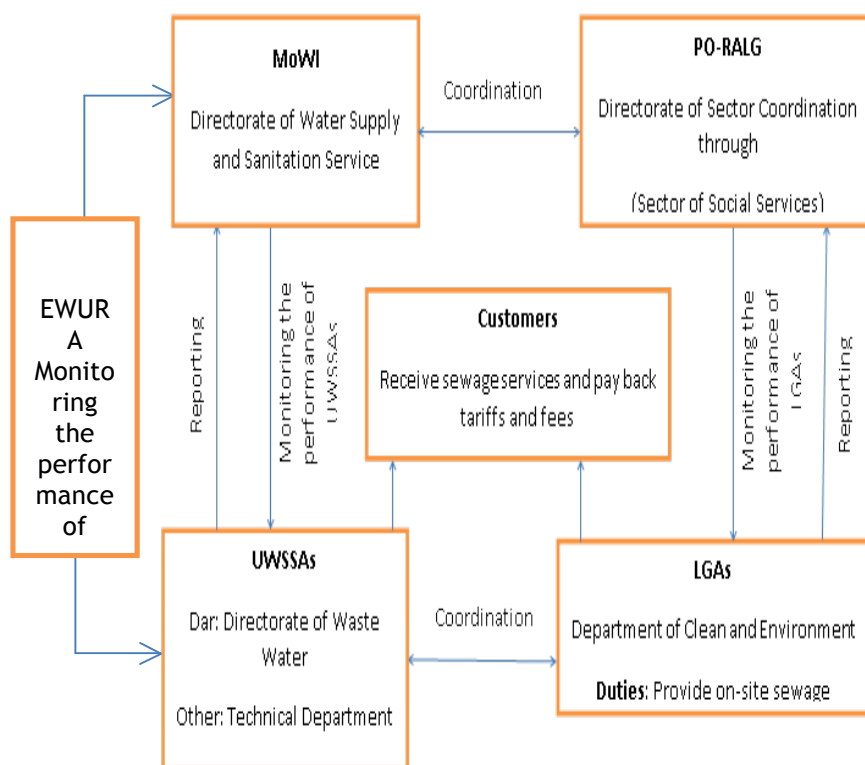 MoWI
Directorate of Water Supply
and Sanitation Service
Coordination
PO-RALG
Directorate of Sector Coordination
through
(Sector of Social Services)
EWUR
A
Monito
ring
the
perfor
mance
of
Reporting
Monitoring the
performance of
UWSSAs
Customers
Receive sewage services and pay back
tariffs and fees
Monitoring the
performance of
LGAs
Reporting
UWSSAs
Dar: Directorate of Waste
Water
Other: Technical Department
Coordination
LGAs
Department of Clean and Environment
Duties: Provide on-site sewage